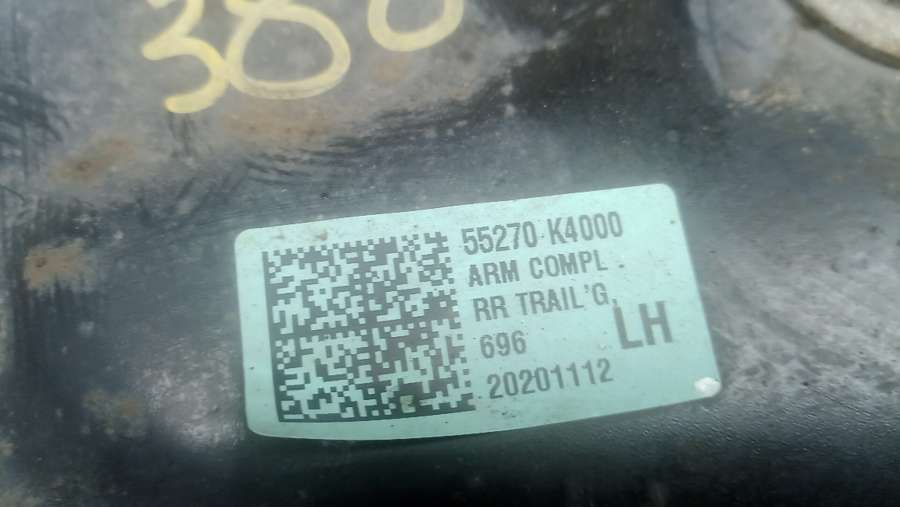 380
55270-K4000
ARM COMPL
RR TRAIL'G,
696 LH
20201112